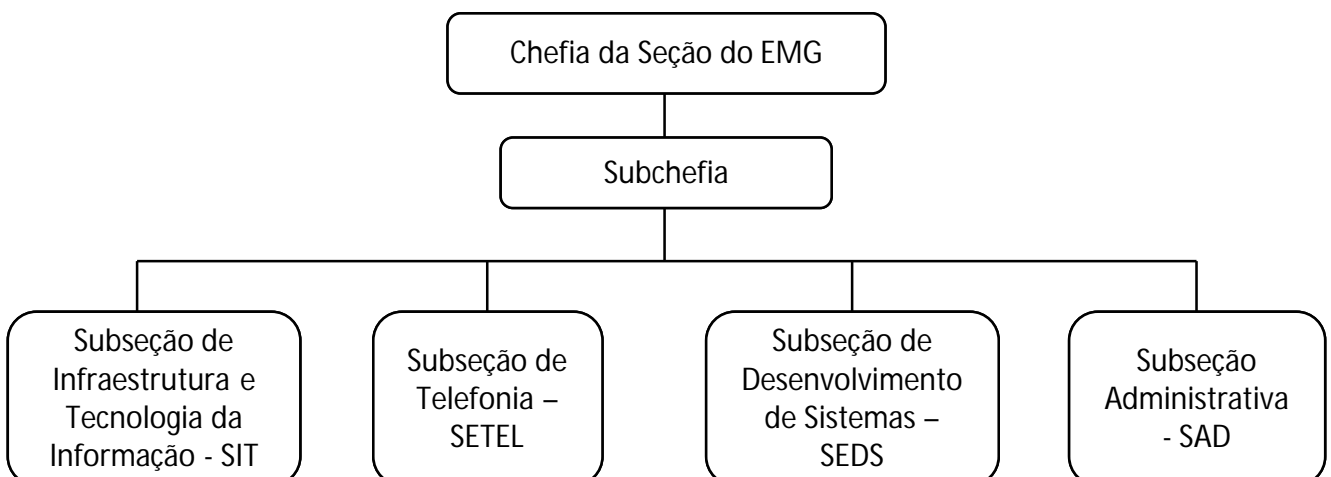 Chefia da Seção do EMG
Subchefia
Subseção de
Infraestrutura e
Tecnologia da
Informação - SIT
Subseção de
Telefonia –
SETEL
Subseção de
Desenvolvimento
de Sistemas –
SEDS
Subseção
Administrativa
- SAD